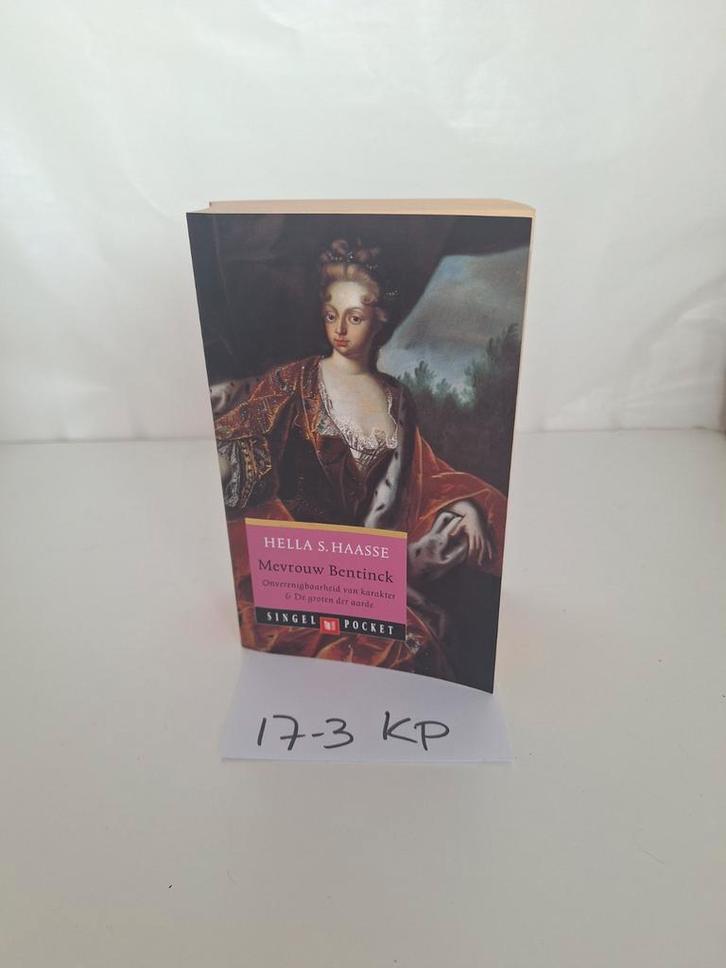 HELLA S. HAASSE
Mevrouw Bentinck
Onverenigbaarheid van karakter
& De groten der aarde
SINGEL POCKET
17-3 KP